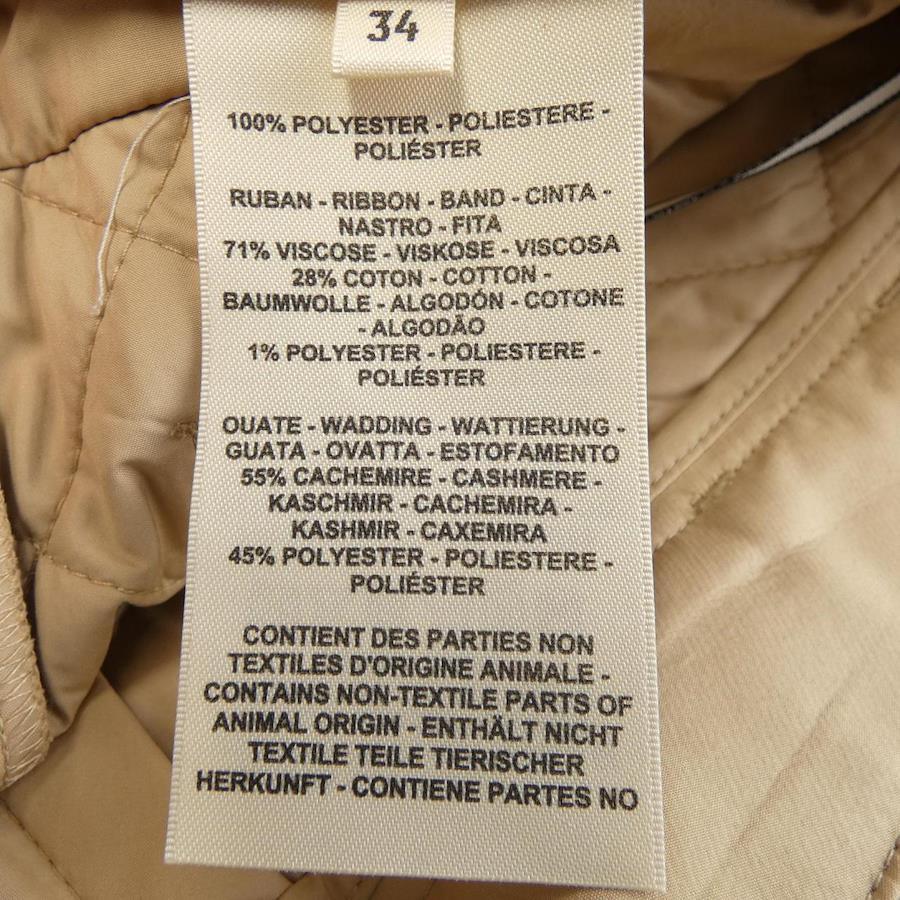 34
100% POLYESTER - POLIESTERE -
POLIÉSTER
RUBAN - RIBBON - BAND - CINTA -
NASTRO - FITA
71% VISCOSE - VISKOSE - VISCOSA
28% COTON - COTTON -
BAUMWOLLE - ALGODÓN - COTONE
- ALGODÃO
1% POLYESTER - POLIESTERE -
POLIÉSTER
OUATE - WADDING - WATTIERUNG -
GUATA - OVATTA - ESTOFAMENTO
55% CACHEMIRE - CASHMERE -
KASCHMIR - CACHEMIRA -
KASHMIR - CAXEMIRA
45% POLYESTER - POLIESTERE -
POLIÉSTER
CONTIENT DES PARTIES NON
TEXTILES D'ORIGINE ANIMALE -
CONTAINS NON-TEXTILE PARTS OF
ANIMAL ORIGIN - ENTHÄLT NICHT
TEXTILE TEILE TIERISCHER
HERKUNFT - CONTIENE PARTES NO